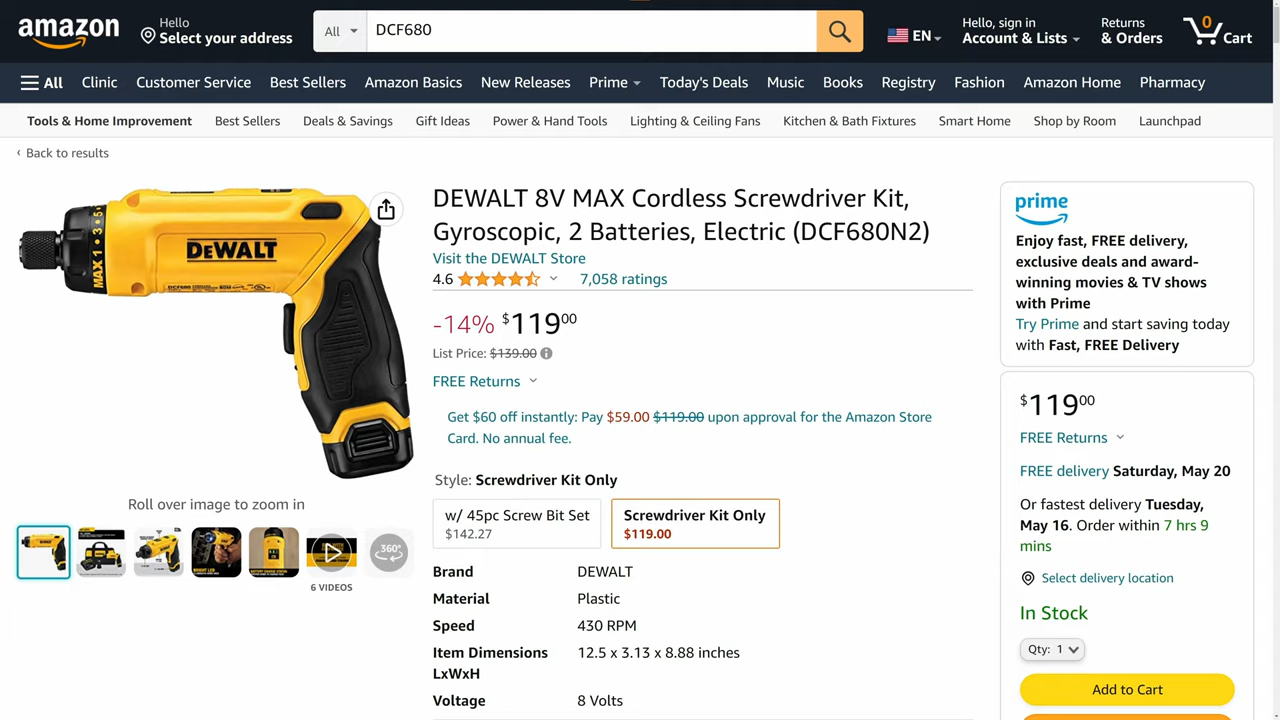 amazon
Hello
Select your address
All
DCF680
EN
Hello, sign in
Account & Lists
Returns
& Orders
0
Cart
All
Clinic
Customer Service
Best Sellers
Amazon Basics
New Releases
Prime
Today's Deals
Music
Books
Registry
Fashion
Amazon Home
Pharmacy
Tools & Home Improvement
Best Sellers
Deals & Savings
Gift Ideas
Power & Hand Tools
Lighting & Ceiling Fans
Kitchen & Bath Fixtures
Smart Home
Shop by Room
Launchpad
‹ Back to results
MAX 1 • 3 • 5
DEWALT
DCF680
Roll over image to zoom in
360°
6 VIDEOS
DEWALT 8V MAX Cordless Screwdriver Kit,
Gyroscopic, 2 Batteries, Electric (DCF680N2)
Visit the DEWALT Store
4.6
7,058 ratings
-14% $119 00
List Price: $139.00
FREE Returns
Get $60 off instantly: Pay $59.00 $119.00 upon approval for the Amazon Store
Card. No annual fee.
Style: Screwdriver Kit Only
w/ 45pc Screw Bit Set
$142.27
Screwdriver Kit Only
$119.00
Brand DEWALT
Material Plastic
Speed 430 RPM
Item Dimensions 12.5 x 3.13 x 8.88 inches
LxWxH
Voltage 8 Volts
prime
Enjoy fast, FREE delivery,
exclusive deals and award-
winning movies & TV shows
with Prime
Try Prime and start saving today
with Fast, FREE Delivery
$119 00
FREE Returns
FREE delivery Saturday, May 20
Or fastest delivery Tuesday,
May 16. Order within 7 hrs 9
mins
Select delivery location
In Stock
Qty: 1
Add to Cart